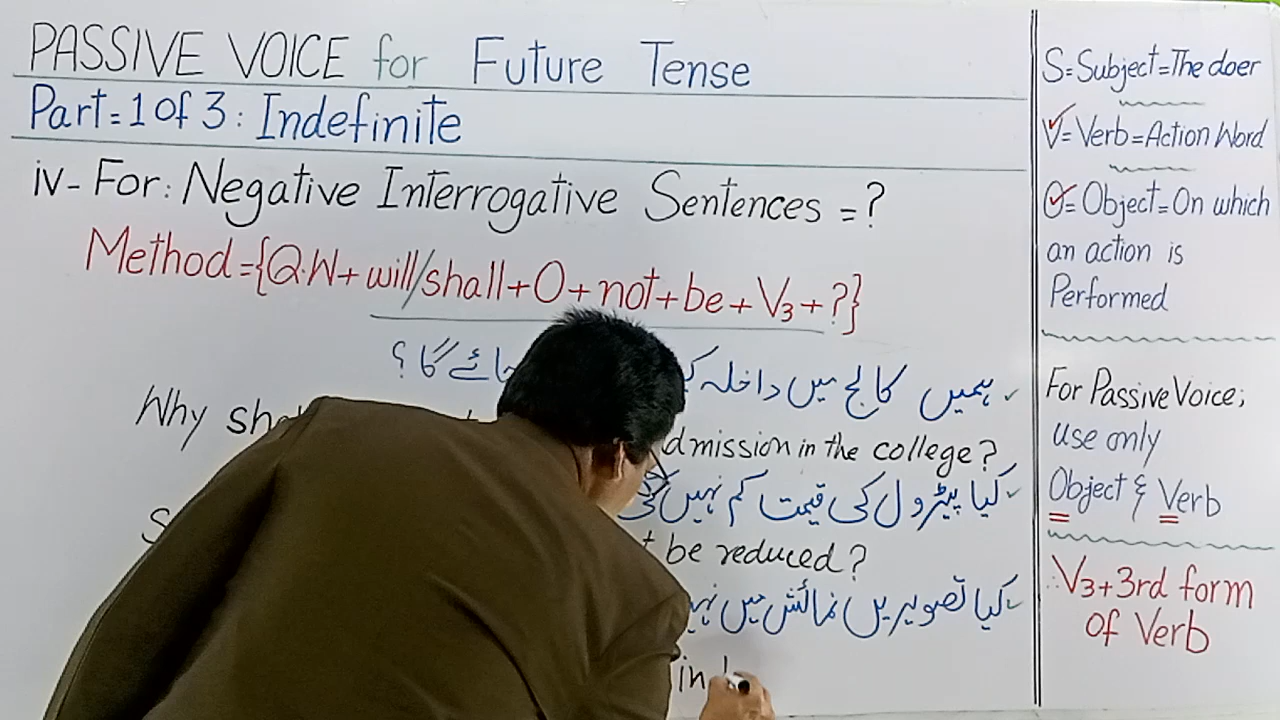 PASSIVE VOICE for Future Tense
Part=1 of 3: Indefinite
iv- For: Negative Interrogative Sentences =?
Method={Q.W+will/shall+O+not+be+V3+?}
ہمیں کالج میں داخلہ جائے گا؟
Why
admission in the college?
کیا پیٹرول کی قیمت کم نہیں کی
be reduced?
کیا تصویریں نمائش میں
in
S=Subject=The doer
V=Verb=Action Word
O=Object=On which
an action is
Performed
For Passive Voice;
use only
Object & Verb
∴V3+3rd form
of Verb